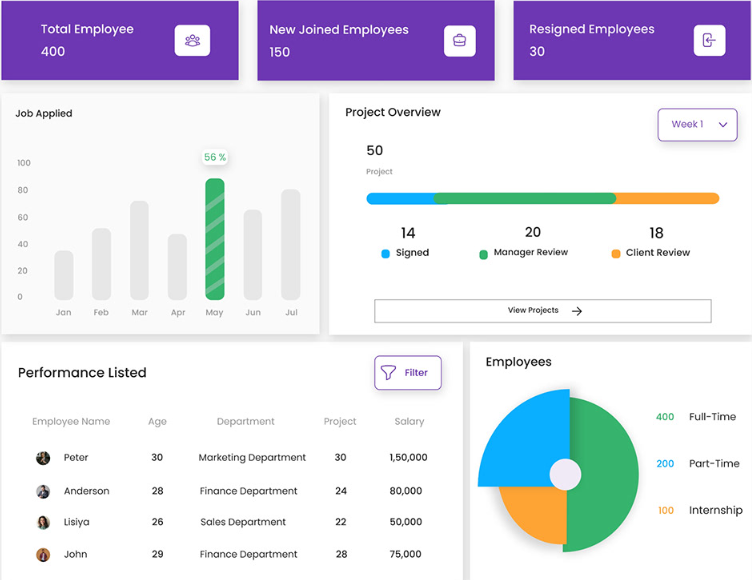 Total Employee
400
New Joined Employees
150
Resigned Employees
30
Job Applied
56 %
100
80
60
40
20
0
Jan Feb Mar Apr May Jun Jul
Project Overview
Week 1
50
Project
14 20 18
Signed Manager Review Client Review
View Projects
Performance Listed
Filter
Employee Name Age Department Project Salary
Peter 30 Marketing Department 30 1,50,000
Anderson 28 Finance Department 24 80,000
Lisiya 26 Sales Department 22 50,000
John 29 Finance Department 28 75,000
Employees
400 Full-Time
200 Part-Time
100 Internship